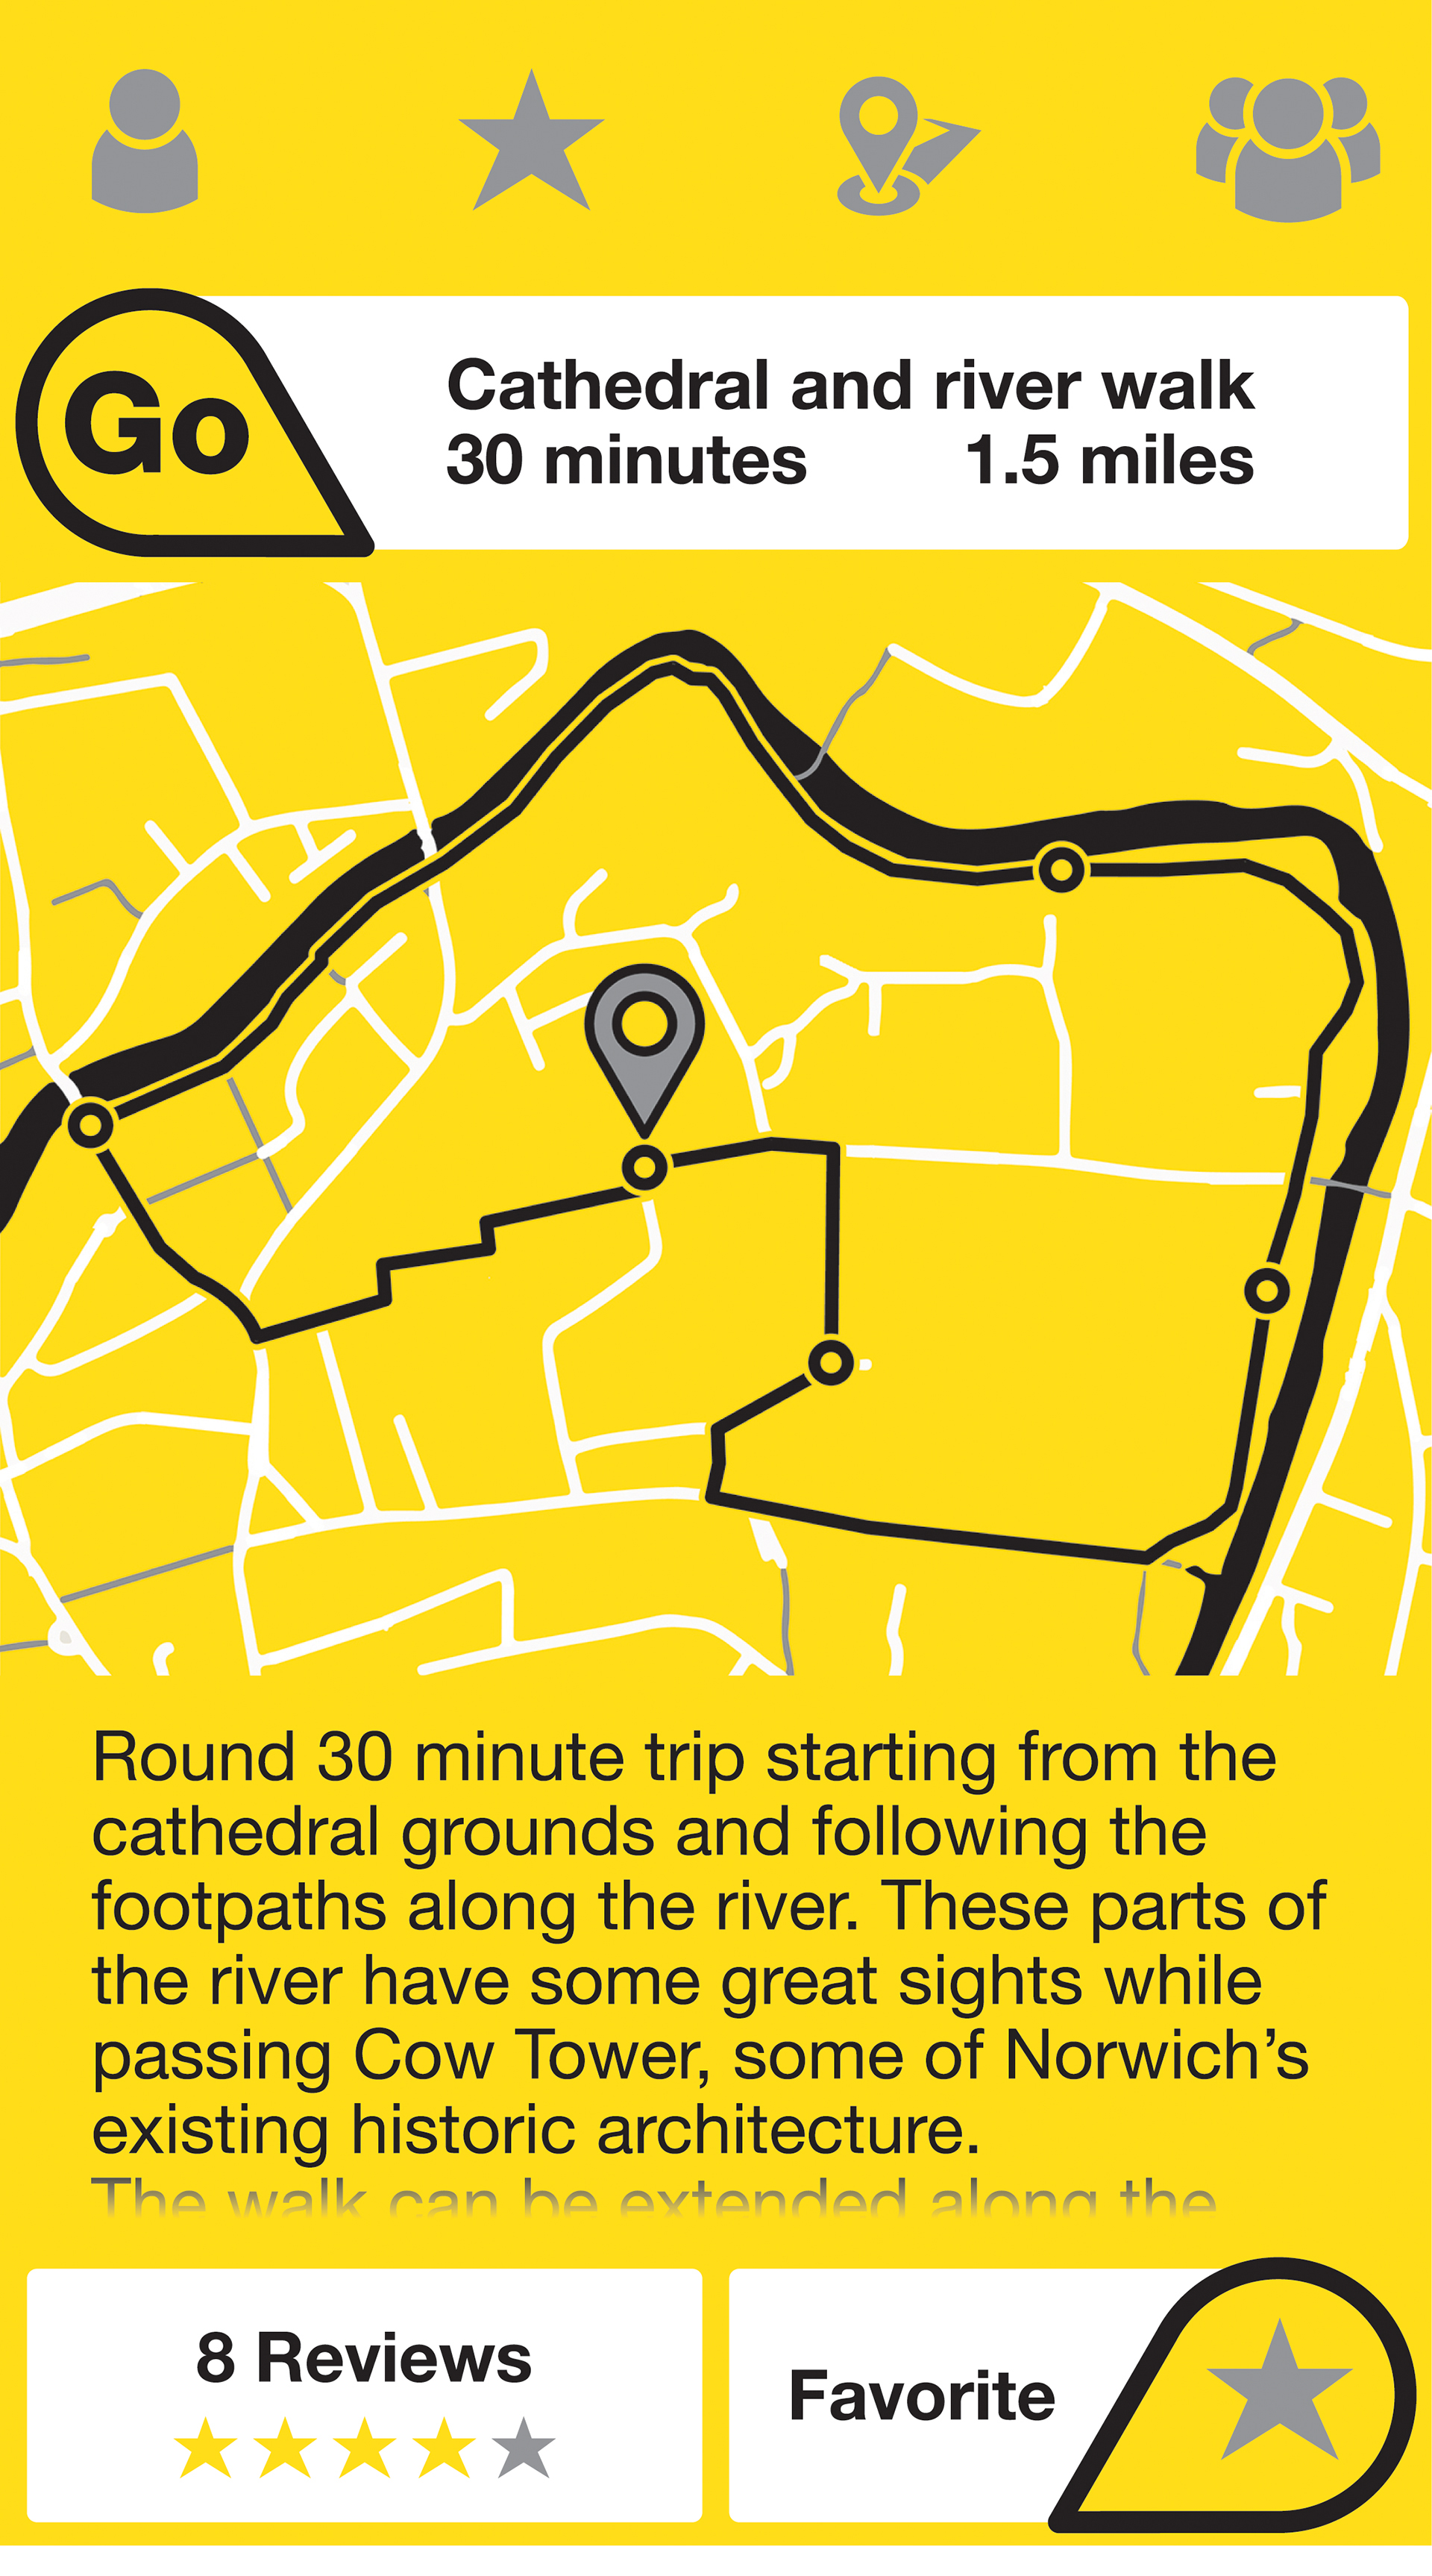 Go
Cathedral and river walk
30 minutes 1.5 miles
Round 30 minute trip starting from the
cathedral grounds and following the
footpaths along the river. These parts of
the river have some great sights while
passing Cow Tower, some of Norwich’s
existing historic architecture.
The walk can be extended along the
8 Reviews
Favorite